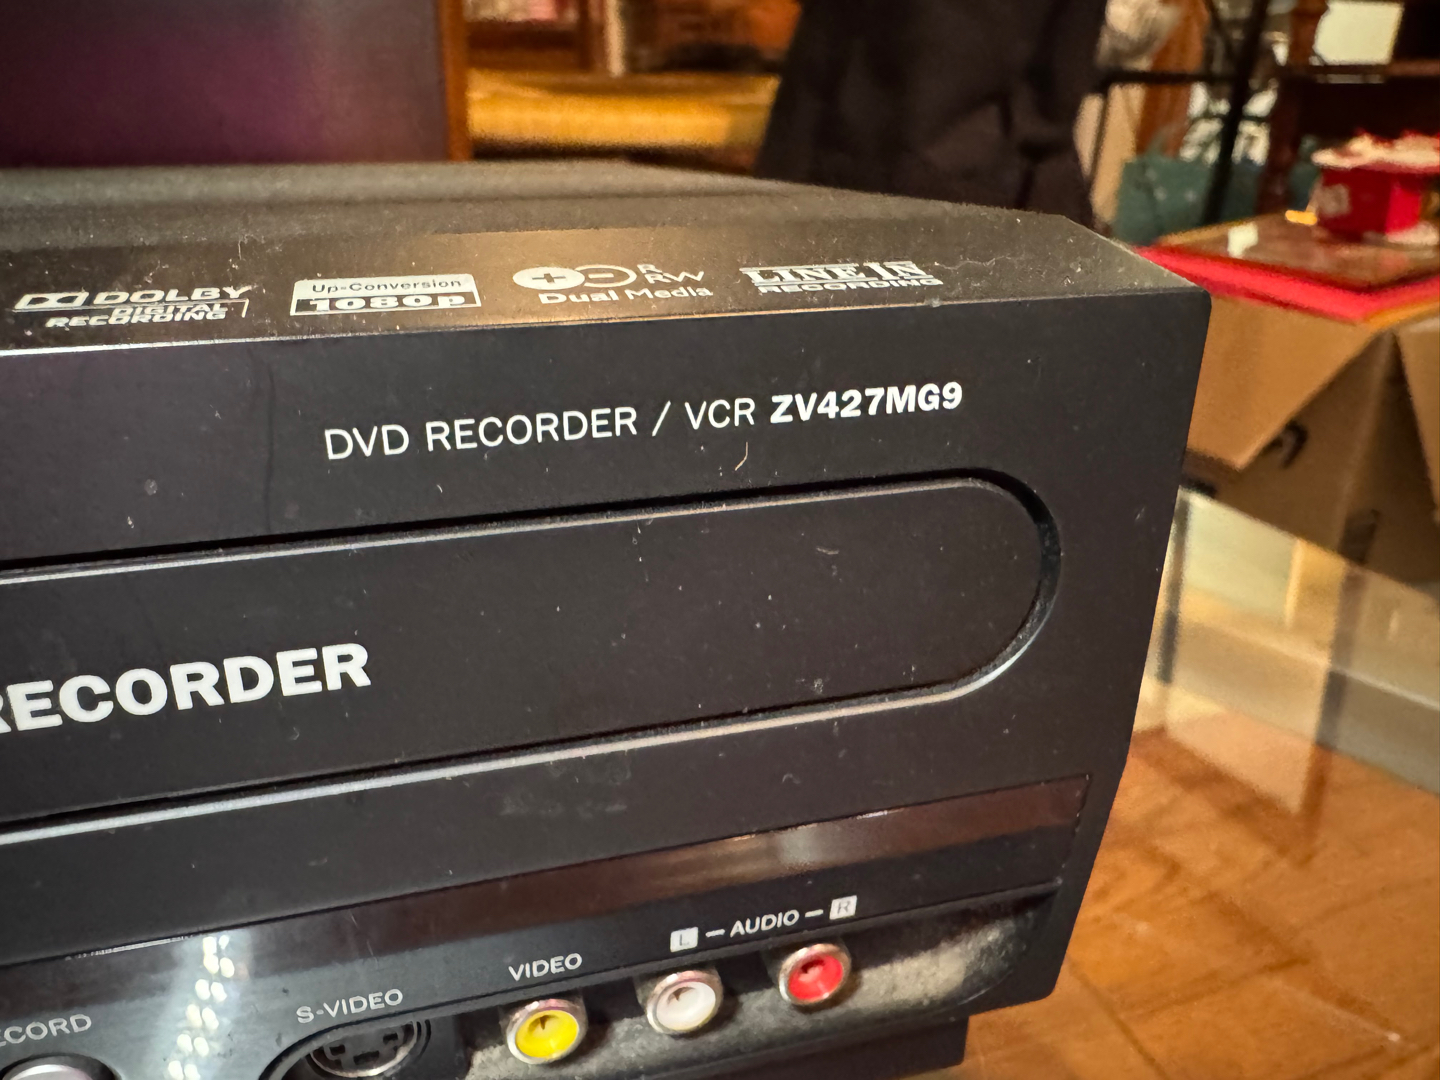 DOLBY
DIGITAL
RECORDING
Up-Conversion
1080p
R
RW
Dual Media
LINE IN
RECORDING
DVD RECORDER / VCR ZV427MG9
RECORDER
VIDEO
L – AUDIO – R
S-VIDEO
ECORD